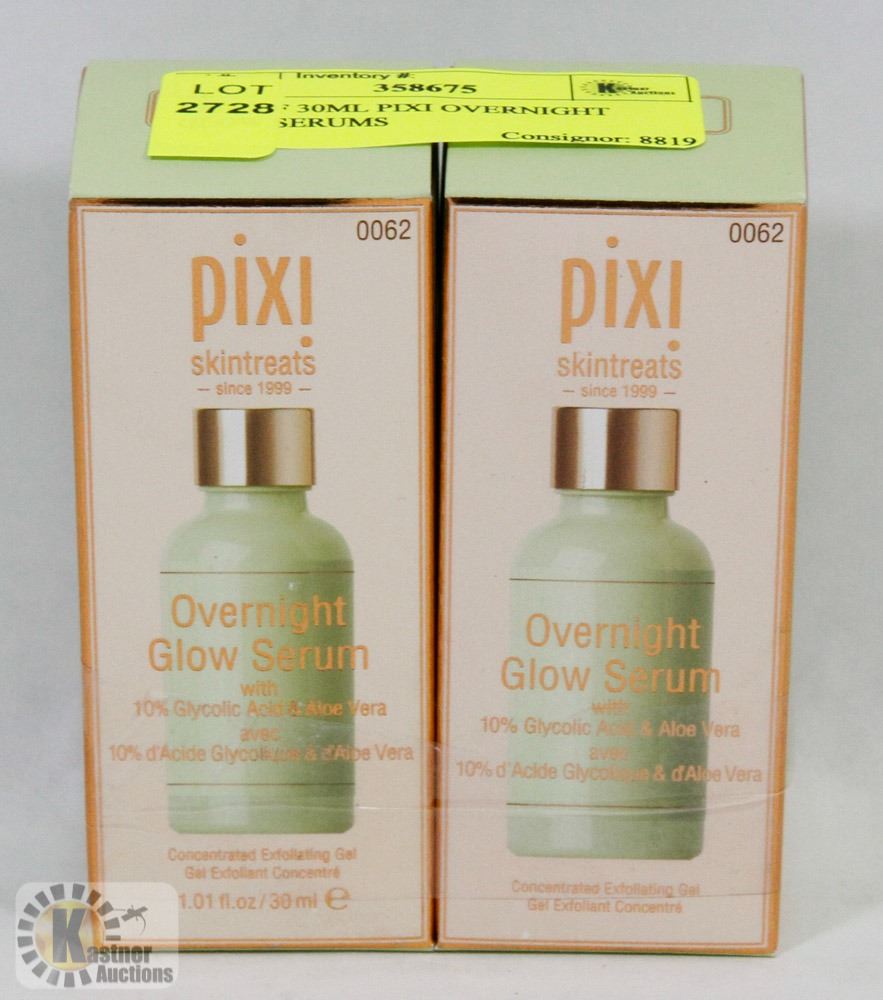 LOT
2728
Inventory #:
358675
Kastner
Auctions
30ML PIXI OVERNIGHT
SERUMS
Consignor: 8819
0062
pixi
skintreats
— since 1999 —
Overnight
Glow Serum
with
10% Glycolic Acid & Aloe Vera
avec
10% d'Acide Glycolique & d'Aloe Vera
Concentrated Exfoliating Gel
Gel Exfoliant Concentré
1.01 fl.oz/30 ml ℮
0062
pixi
skintreats
— since 1999 —
Overnight
Glow Serum
with
10% Glycolic Acid & Aloe Vera
avec
10% d'Acide Glycolique & d'Aloe Vera
Concentrated Exfoliating Gel
Gel Exfoliant Concentré
Kastner
Auctions